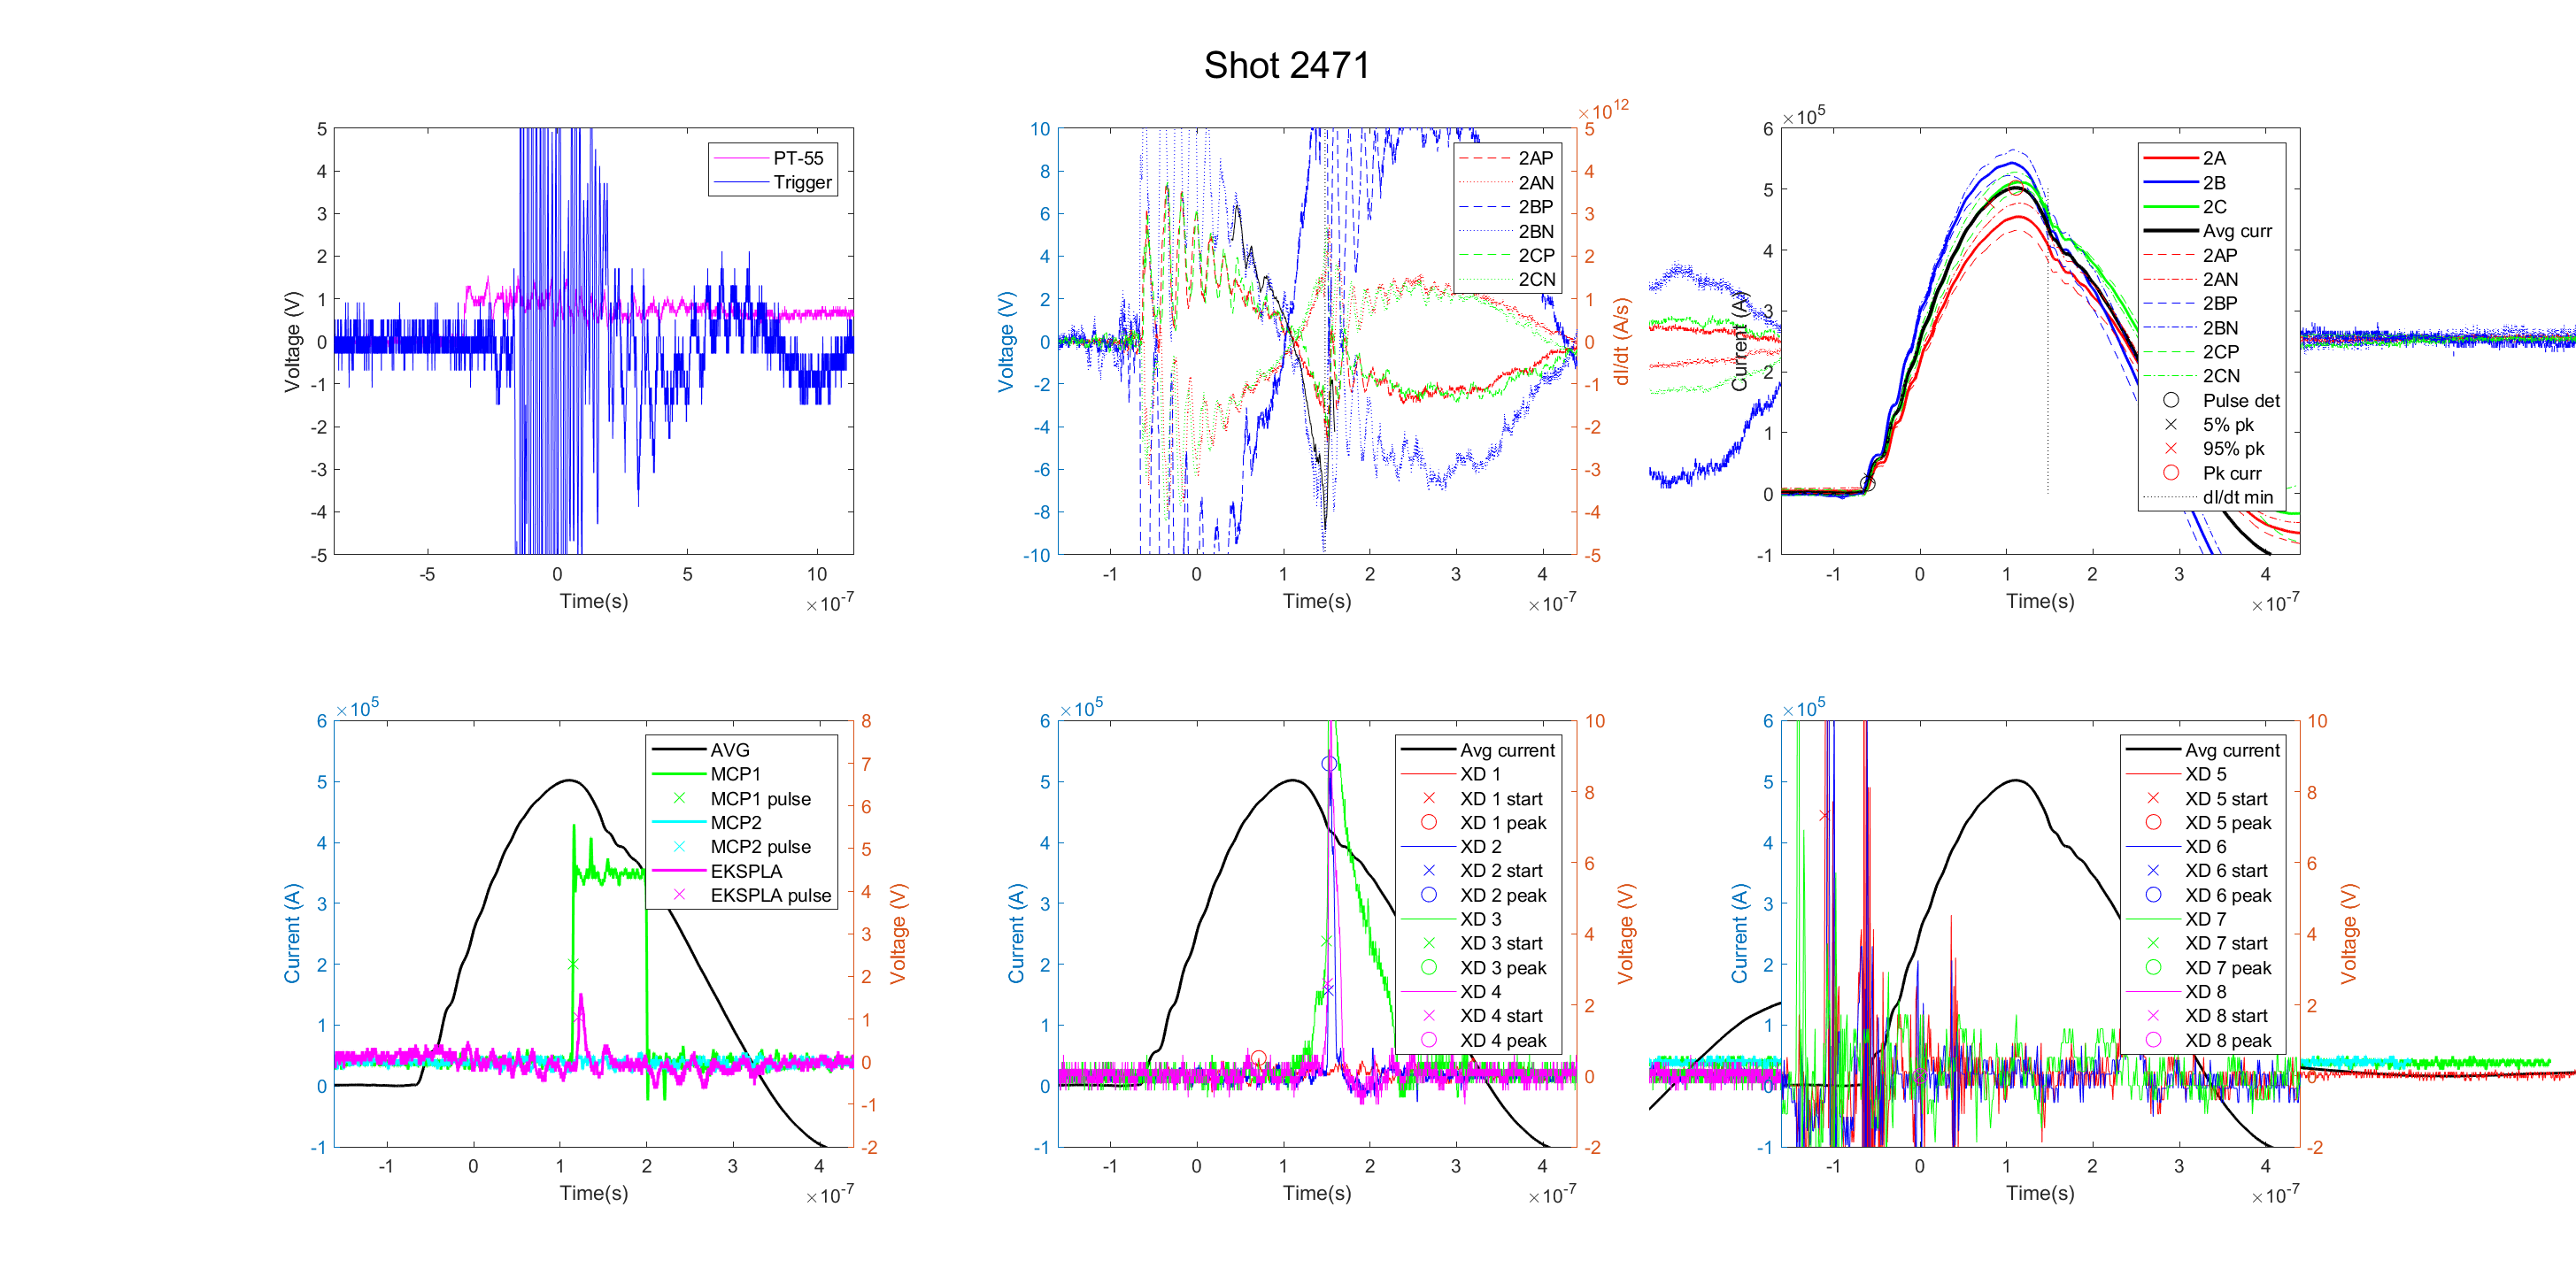 Shot 2471
5
4
3
2
1
0
-1
-2
-3
-4
-5
Voltage (V)
-5
0
5
10
Time(s)
×10-7
PT-55
Trigger
10
8
6
4
2
0
-2
-4
-6
-8
-10
Voltage (V)
×1012
5
4
3
2
1
0
-1
-2
-3
-4
-5
dI/dt (A/s)
-1
0
1
2
3
4
Time(s)
×10-7
2AP
2AN
2BP
2BN
2CP
2CN
×105
6
5
4
3
2
1
0
-1
Current (A)
-1
0
1
2
3
4
Time(s)
×10-7
2A
2B
2C
Avg curr
2AP
2AN
2BP
2BN
2CP
2CN
Pulse det
5% pk
95% pk
Pk curr
dI/dt min
×105
6
5
4
3
2
1
0
-1
Current (A)
8
7
6
5
4
3
2
1
0
-1
-2
Voltage (V)
-1
0
1
2
3
4
Time(s)
×10-7
AVG
MCP1
MCP1 pulse
MCP2
MCP2 pulse
EKSPLA
EKSPLA pulse
×105
6
5
4
3
2
1
0
-1
Current (A)
10
8
6
4
2
0
-2
Voltage (V)
-1
0
1
2
3
4
Time(s)
×10-7
Avg current
XD 1
XD 1 start
XD 1 peak
XD 2
XD 2 start
XD 2 peak
XD 3
XD 3 start
XD 3 peak
XD 4
XD 4 start
XD 4 peak
×105
6
5
4
3
2
1
0
-1
Current (A)
10
8
6
4
2
0
-2
Voltage (V)
-1
0
1
2
3
4
Time(s)
×10-7
Avg current
XD 5
XD 5 start
XD 5 peak
XD 6
XD 6 start
XD 6 peak
XD 7
XD 7 start
XD 7 peak
XD 8
XD 8 start
XD 8 peak